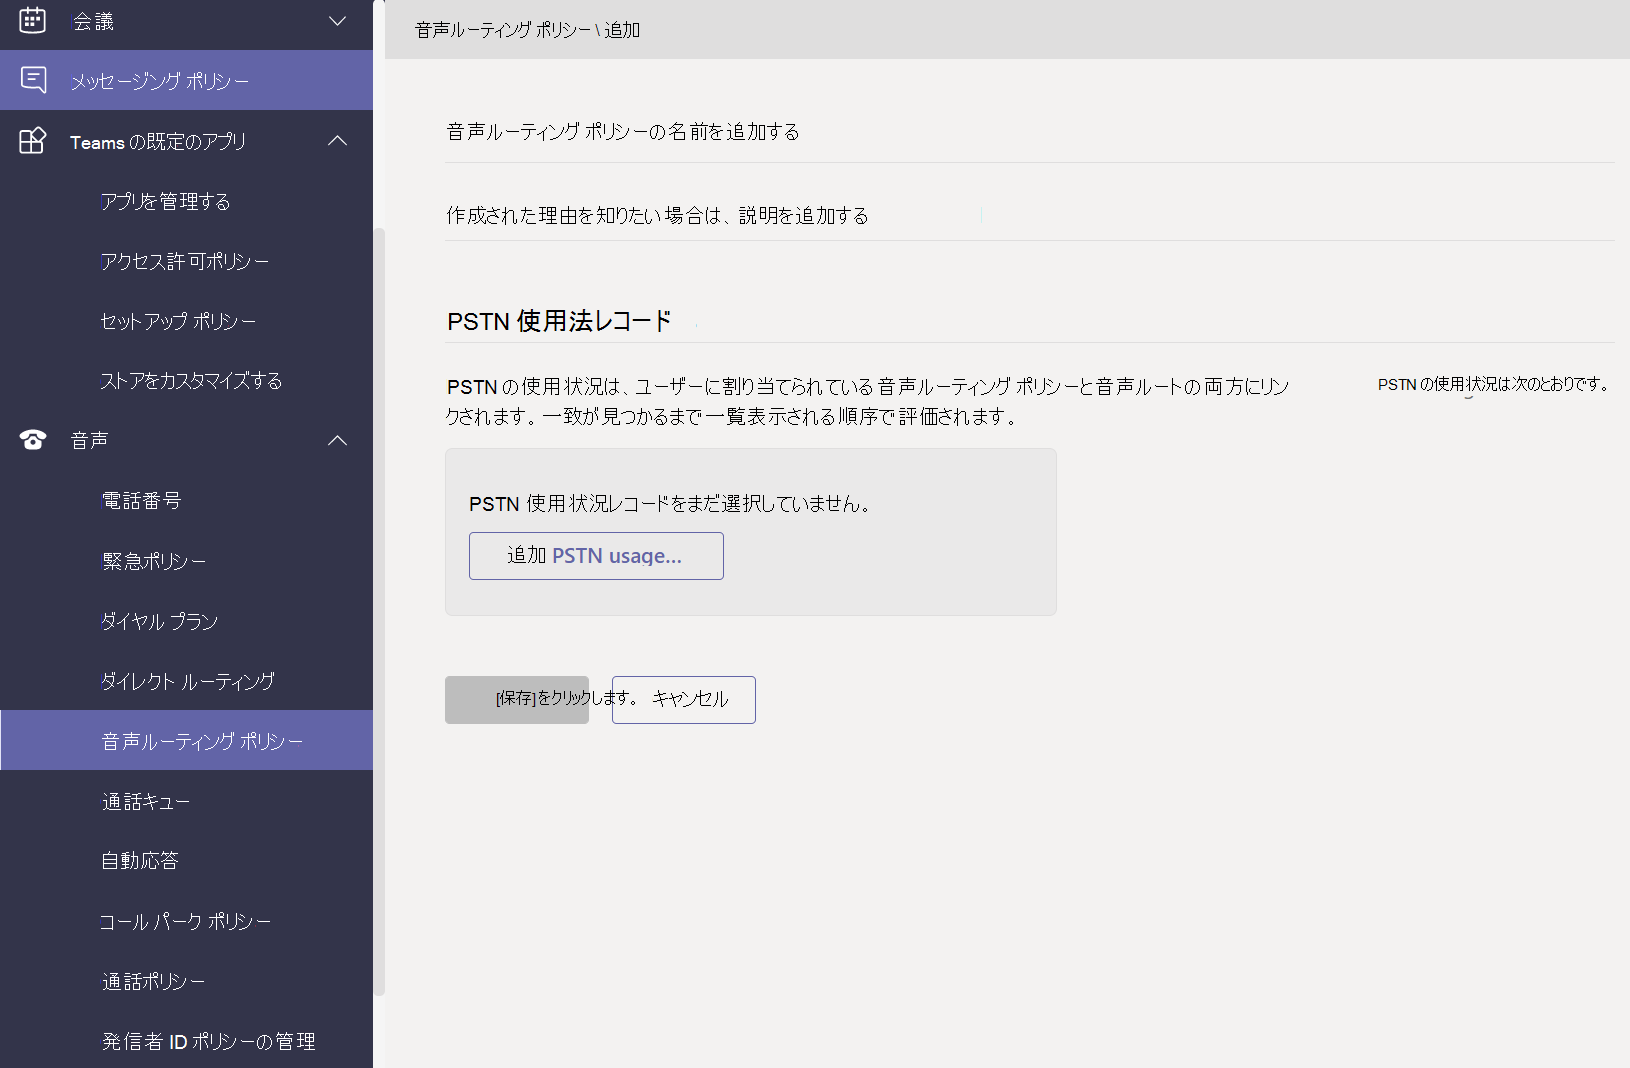 会議
メッセージング ポリシー
Teams の既定のアプリ
アプリを管理する
アクセス許可ポリシー
セットアップ ポリシー
ストアをカスタマイズする
音声
電話番号
緊急ポリシー
ダイヤル プラン
ダイレクト ルーティング
音声ルーティング ポリシー
通話キュー
自動応答
コール パーク ポリシー
通話ポリシー
発信者 ID ポリシーの管理
音声ルーティング ポリシー \ 追加
音声ルーティング ポリシーの名前を追加する
作成された理由を知りたい場合は、説明を追加する
PSTN 使用法レコード
PSTN の使用状況は、ユーザーに割り当てられている音声ルーティング ポリシーと音声ルートの両方にリン
クされます。一致が見つかるまで一覧表示される順序で評価されます。
PSTN の使用状況は次のとおりです。
PSTN 使用状況レコードをまだ選択していません。
追加 PSTN usage...
[保存]をクリックします。 キャンセル